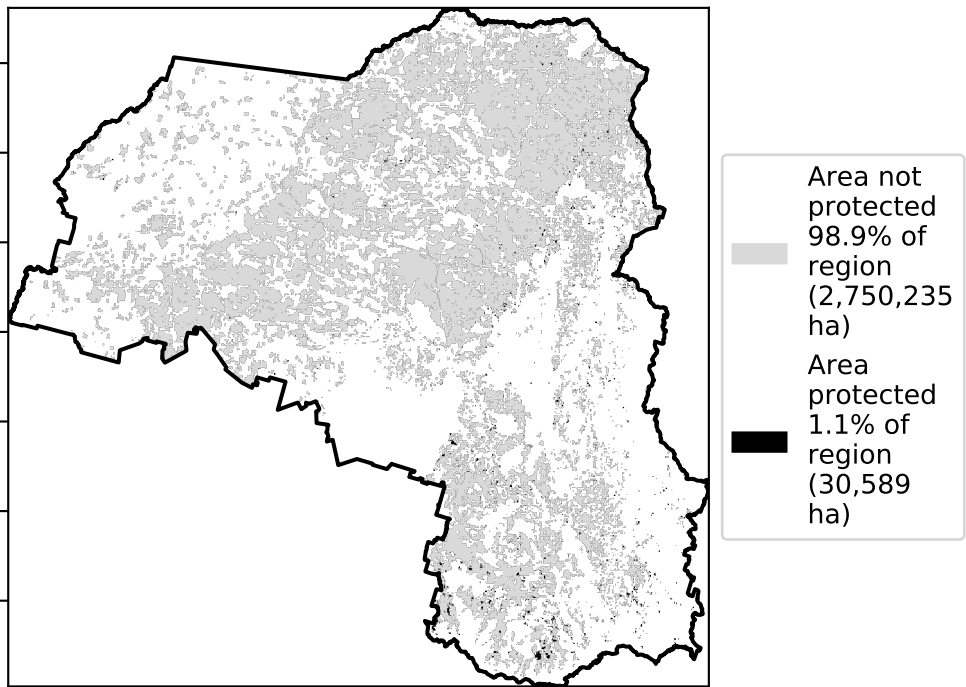 Area not
protected
98.9% of
region
(2,750,235
ha)
Area
protected
1.1% of
region
(30,589
ha)